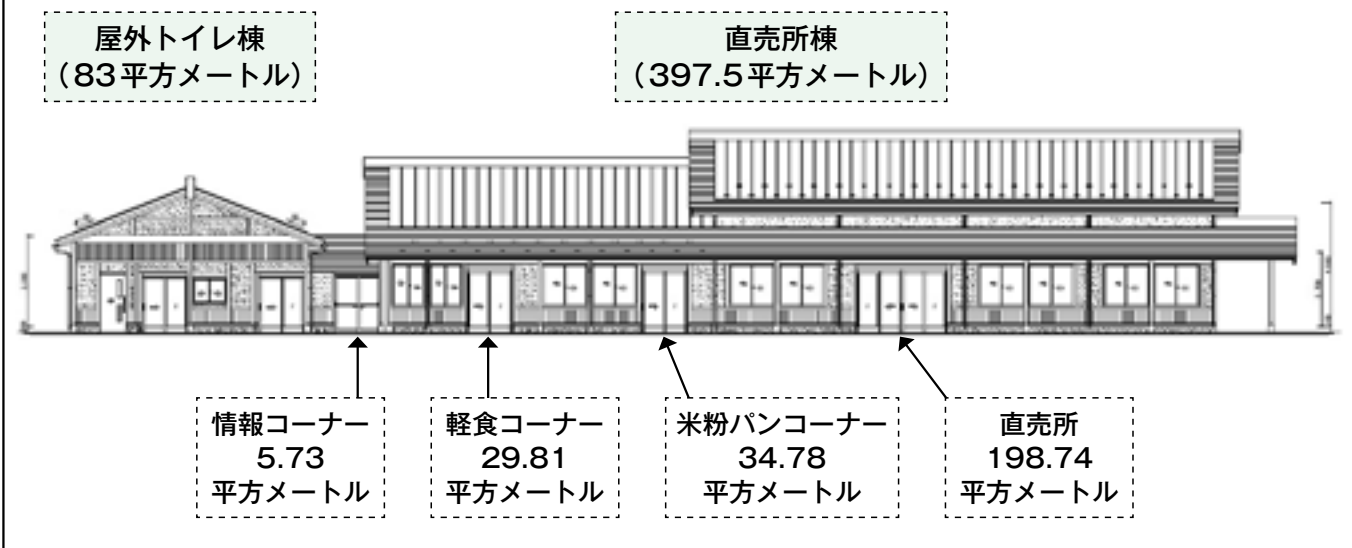 屋外トイレ棟
（83平方メートル）
直売所棟
（397.5平方メートル）
情報コーナー
5.73
平方メートル
軽食コーナー
29.81
平方メートル
米粉パンコーナー
34.78
平方メートル
直売所
198.74
平方メートル